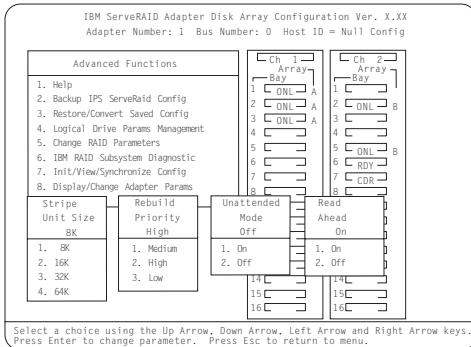 IBM ServeRAID Adapter Disk Array Configuration Ver. X.XX
Adapter Number: 1 Bus Number: 0 Host ID = Null Config
Advanced Functions
1. Help
2. Backup IPS ServeRaid Config
3. Restore/Convert Saved Config
4. Logical Drive Params Management
5. Change RAID Parameters
6. IBM RAID Subsystem Diagnostic
7. Init/View/Synchronize Config
8. Display/Change Adapter Params
Ch 1
Array
Bay
1 ONL A
2 ONL A
3 ONL A
4
5
6
7
8
14
15
16
Ch 2
Array
Bay
1
2 ONL B
3
4
5 ONL B
6 RDY
7 CDR
8
14
15
16
Stripe
Unit Size
8K
1. 8K
2. 16K
3. 32K
4. 64K
Rebuild
Priority
High
1. Medium
2. High
3. Low
Unattended
Mode
Off
1. On
2. Off
Read
Ahead
On
1. On
2. Off
Select a choice using the Up Arrow, Down Arrow, Left Arrow and Right Arrow keys.
Press Enter to change parameter. Press Esc to return to menu.